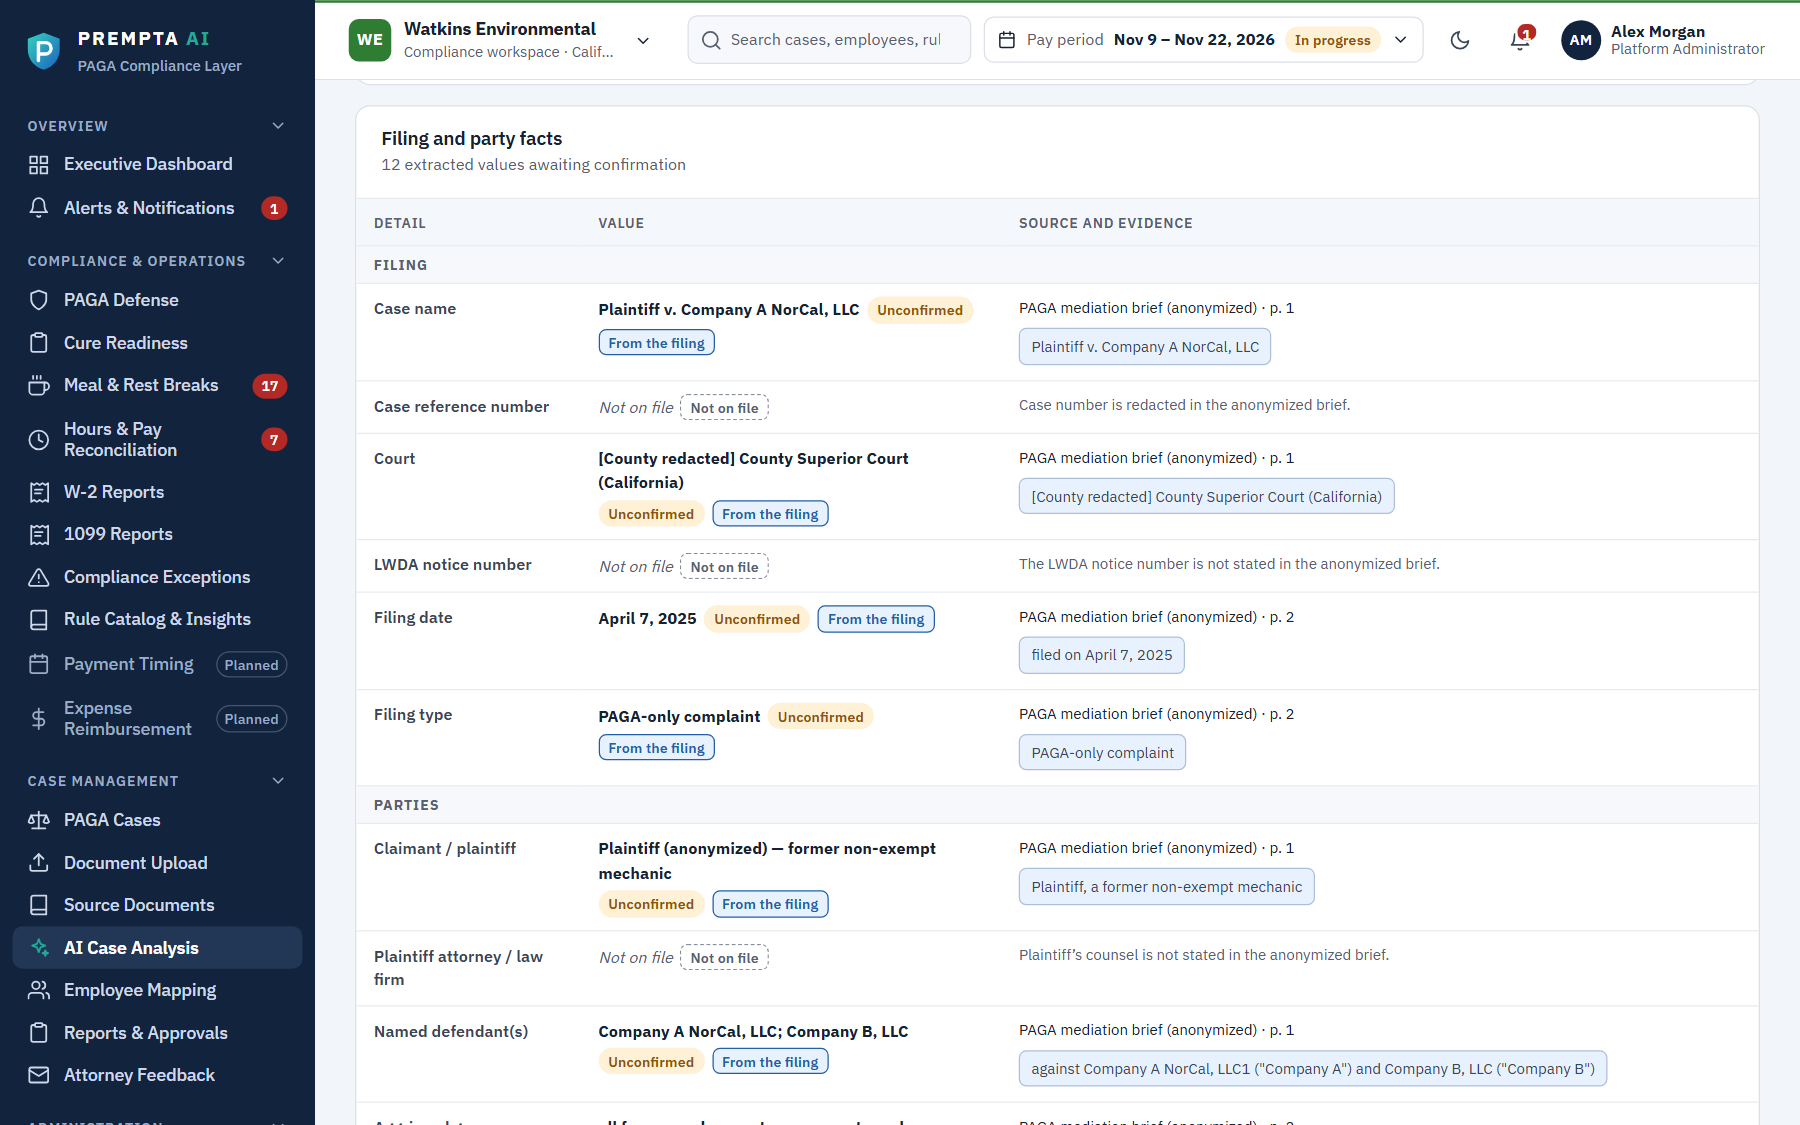 PREMPTA AI
PAGA Compliance Layer
OVERVIEW
Executive Dashboard
Alerts & Notifications 1
COMPLIANCE & OPERATIONS
PAGA Defense
Cure Readiness
Meal & Rest Breaks 17
Hours & Pay
Reconciliation 7
W-2 Reports
1099 Reports
Compliance Exceptions
Rule Catalog & Insights
Payment Timing Planned
Expense
Reimbursement Planned
CASE MANAGEMENT
PAGA Cases
Document Upload
Source Documents
AI Case Analysis
Employee Mapping
Reports & Approvals
Attorney Feedback
WE
Watkins Environmental
Compliance workspace · Calif...
Search cases, employees, rul
Pay period Nov 9 – Nov 22, 2026 In progress
1
AM
Alex Morgan
Platform Administrator
Filing and party facts
12 extracted values awaiting confirmation
DETAIL VALUE SOURCE AND EVIDENCE
FILING
Case name Plaintiff v. Company A NorCal, LLC Unconfirmed
From the filing
PAGA mediation brief (anonymized) · p. 1
Plaintiff v. Company A NorCal, LLC
Case reference number Not on file Not on file Case number is redacted in the anonymized brief.
Court [County redacted] County Superior Court
(California)
Unconfirmed From the filing
PAGA mediation brief (anonymized) · p. 1
[County redacted] County Superior Court (California)
LWDA notice number Not on file Not on file The LWDA notice number is not stated in the anonymized brief.
Filing date April 7, 2025 Unconfirmed From the filing
PAGA mediation brief (anonymized) · p. 2
filed on April 7, 2025
Filing type PAGA-only complaint Unconfirmed
From the filing
PAGA mediation brief (anonymized) · p. 2
PAGA-only complaint
PARTIES
Claimant / plaintiff Plaintiff (anonymized) — former non-exempt
mechanic
Unconfirmed From the filing
PAGA mediation brief (anonymized) · p. 1
Plaintiff, a former non-exempt mechanic
Plaintiff attorney / law
firm
Not on file Not on file Plaintiff’s counsel is not stated in the anonymized brief.
Named defendant(s) Company A NorCal, LLC; Company B, LLC
Unconfirmed From the filing
PAGA mediation brief (anonymized) · p. 1
against Company A NorCal, LLC1 ("Company A") and Company B, LLC ("Company B")